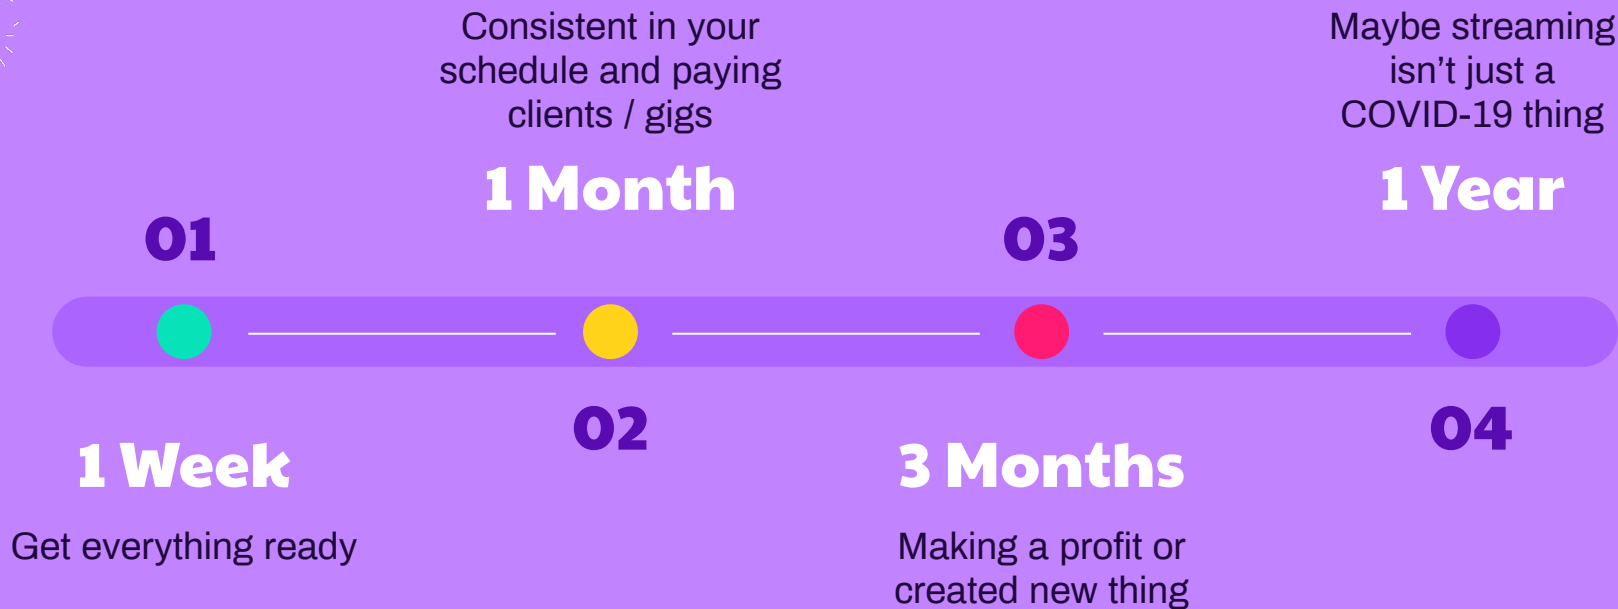 01
1 Week
Get everything ready
Consistent in your
schedule and paying
clients / gigs
1 Month
02
03
3 Months
Making a profit or
created new thing
Maybe streaming
isn’t just a
COVID-19 thing
1 Year
04